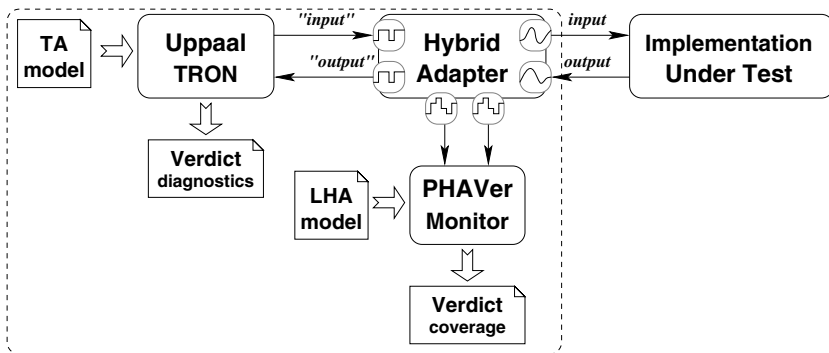 TA
model
Uppaal
TRON
"input"
"output"
Hybrid
Adapter
input
output
Implementation
Under Test
Verdict
diagnostics
LHA
model
PHAVer
Monitor
Verdict
coverage